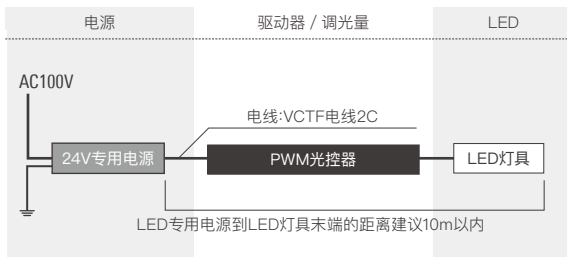 电源
驱动器 / 调光量
LED
AC100V
电线:VCTF电线2C
24V专用电源
PWM光控器
LED灯具
LED专用电源到LED灯具末端的距离建议10m以内